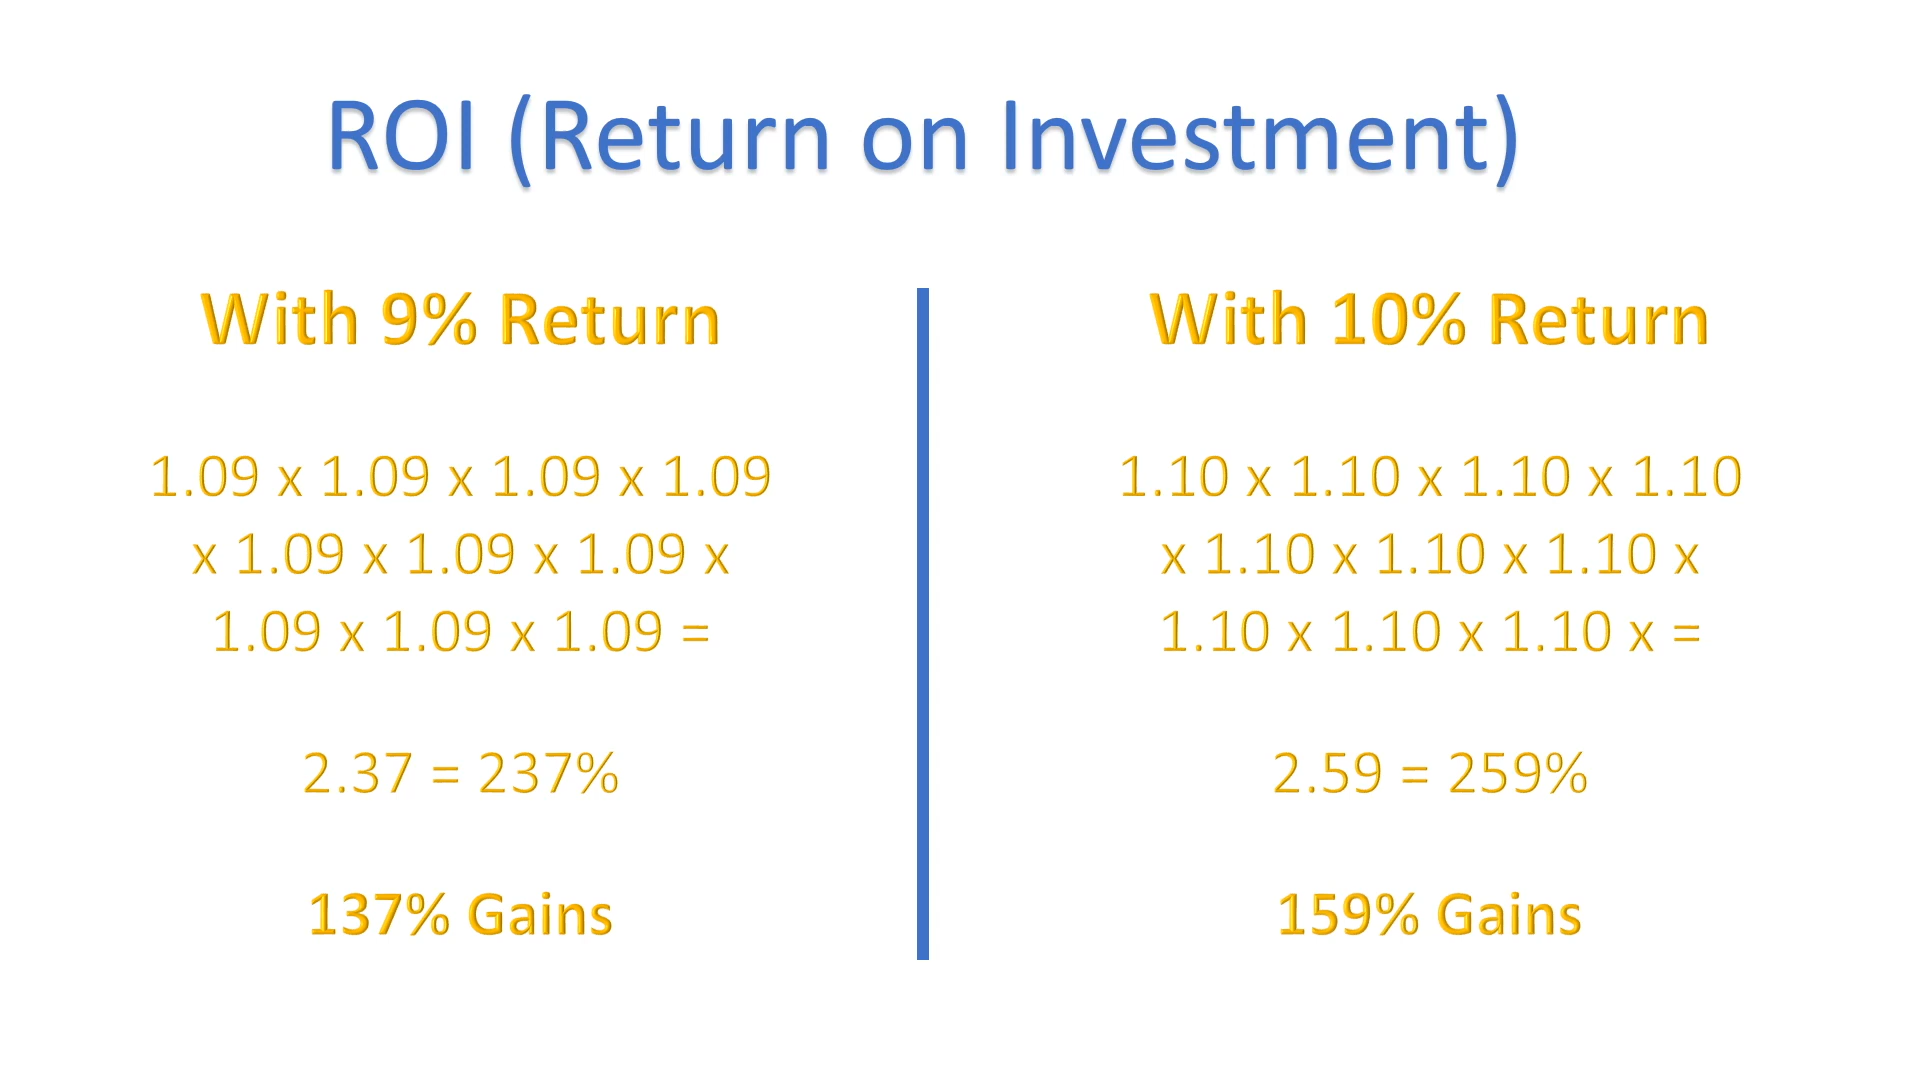 ROI (Return on Investment)
With 9% Return
1.09 x 1.09 x 1.09 x 1.09
x 1.09 x 1.09 x 1.09 x
1.09 x 1.09 x 1.09 =
2.37 = 237%
137% Gains
With 10% Return
1.10 x 1.10 x 1.10 x 1.10
x 1.10 x 1.10 x 1.10 x
1.10 x 1.10 x 1.10 x =
2.59 = 259%
159% Gains